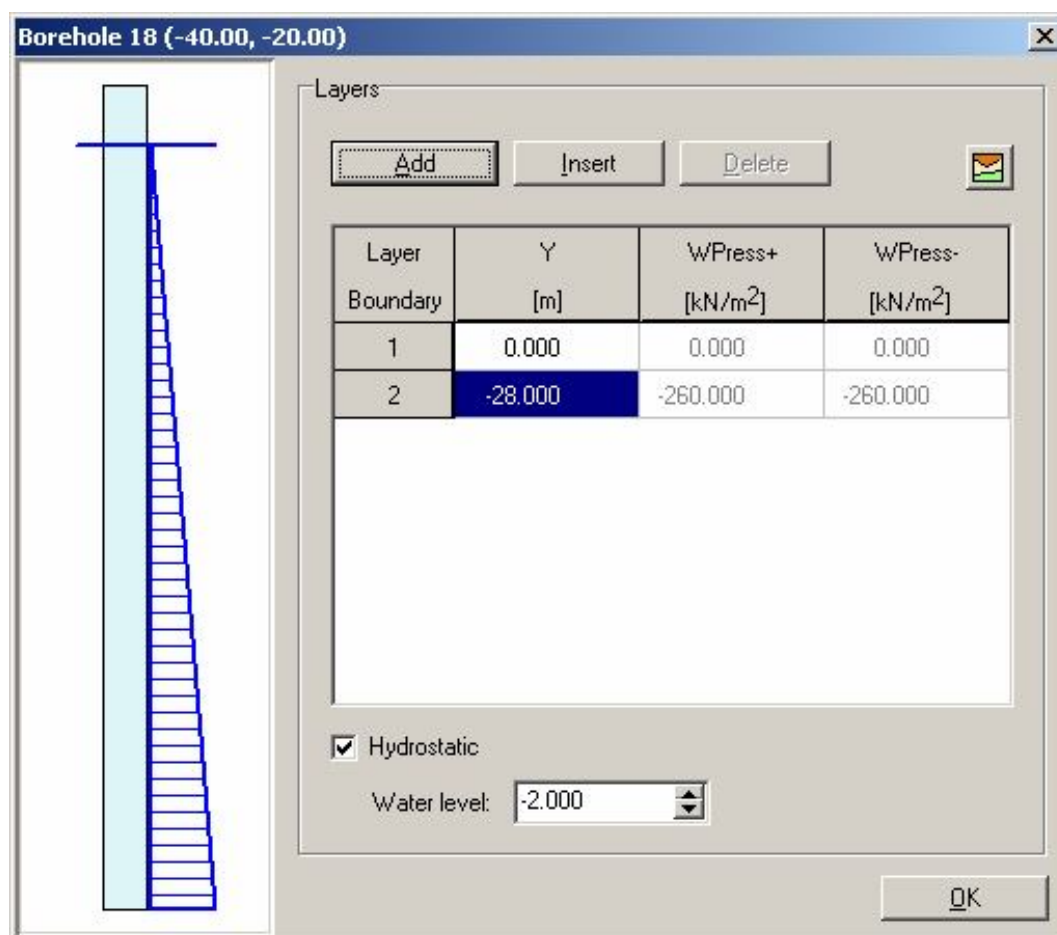 Borehole 18 (-40.00, -20.00)
Layers
Add Insert Delete
Layer Y WPress+ WPress-
Boundary [m] [kN/m²] [kN/m²]
1 0.000 0.000 0.000
2 -28.000 -260.000 -260.000
Hydrostatic
Water level: -2.000
OK